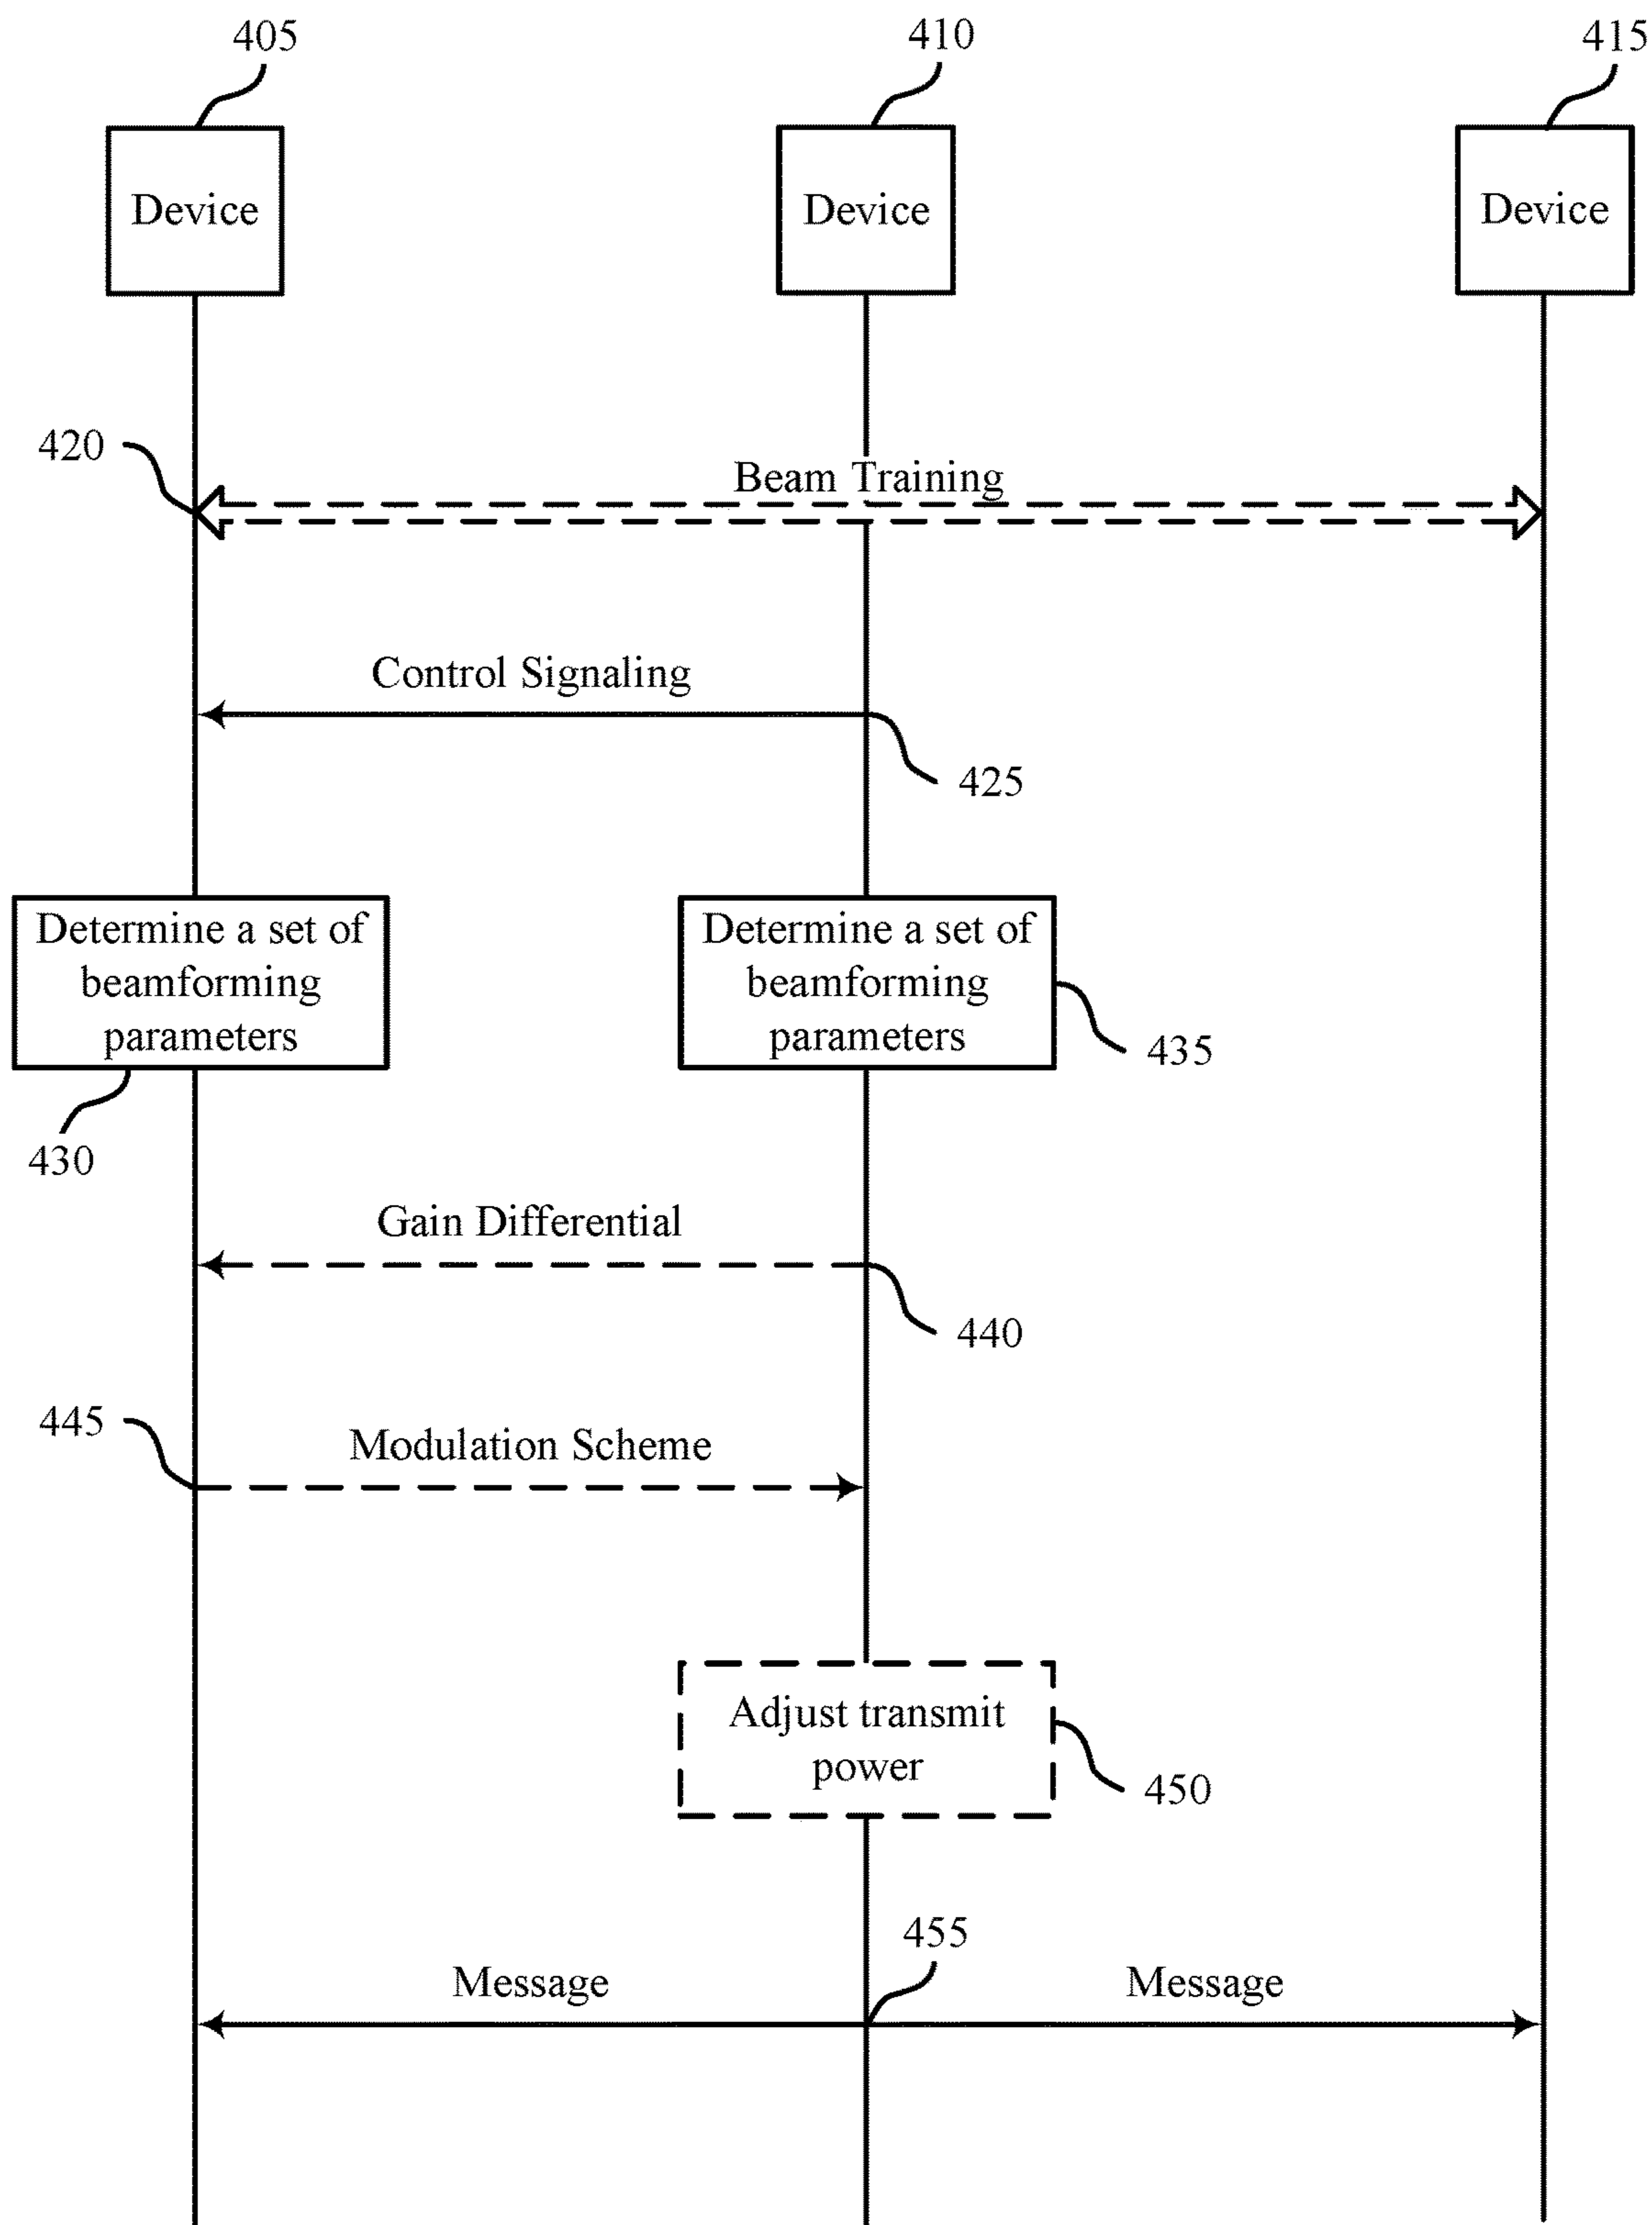 405
410
415
Device
Device
Device
420
Beam Training
Control Signaling
425
Determine a set of
beamforming
parameters
Determine a set of
beamforming
parameters
435
430
Gain Differential
440
445
Modulation Scheme
Adjust transmit
power
450
455
Message
Message